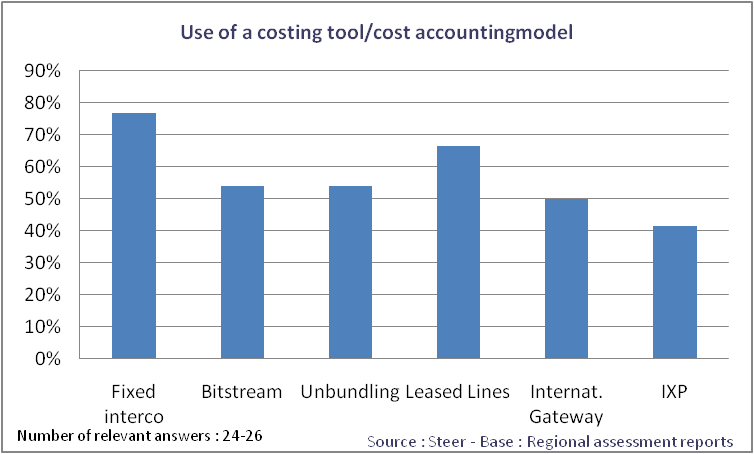 Use of a costing tool/cost accountingmodel
90%
80%
70%
60%
50%
40%
30%
20%
10%
0%
Fixed interco
Bitstream
Unbundling
Leased Lines
Internat. Gateway
IXP
Number of relevant answers : 24-26
Source : Steer - Base : Regional assessment reports